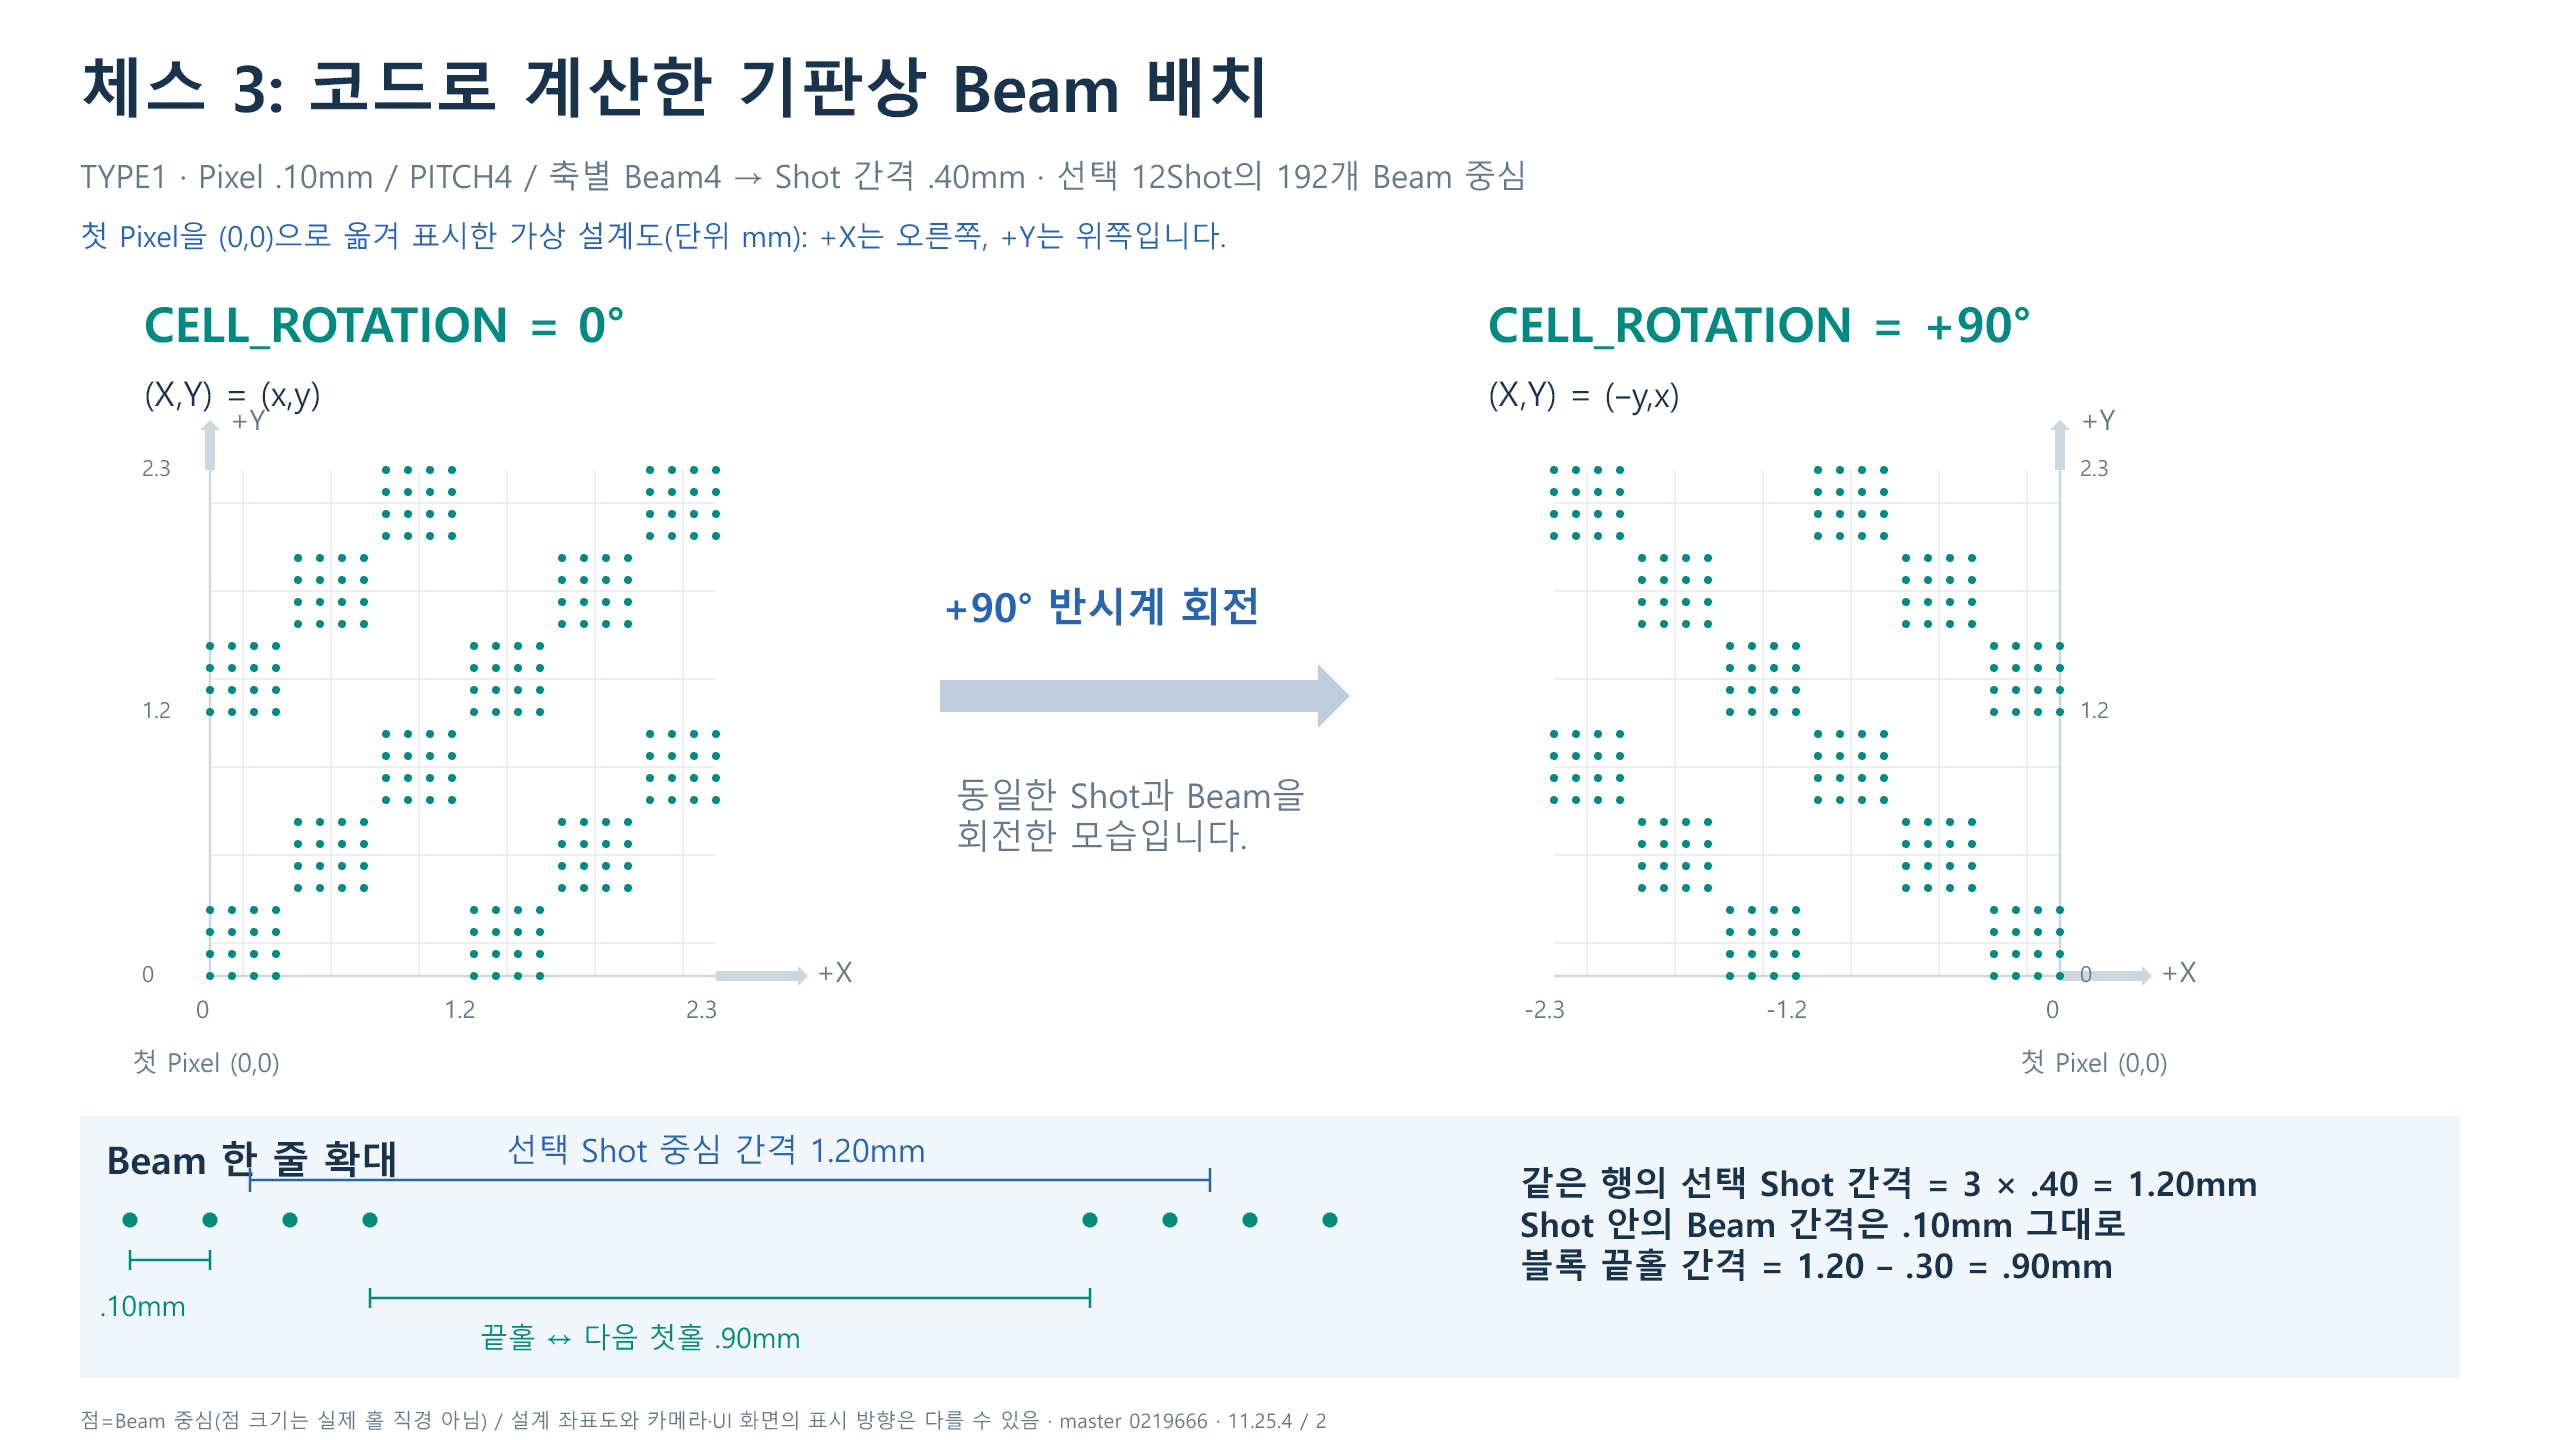 체스 3: 코드로 계산한 기판상 Beam 배치
TYPE1 · Pixel .10mm / PITCH4 / 축별 Beam4 → Shot 간격 .40mm · 선택 12Shot의 192개 Beam 중심
첫 Pixel을 (0,0)으로 옮겨 표시한 가상 설계도(단위 mm): +X는 오른쪽, +Y는 위쪽입니다.
CELL_ROTATION = 0°
(X,Y) = (x,y)
+Y
2.3
1.2
0
+X
0
1.2
2.3
첫 Pixel (0,0)
+90° 반시계 회전
동일한 Shot과 Beam을
회전한 모습입니다.
CELL_ROTATION = +90°
(X,Y) = (−y,x)
+Y
2.3
1.2
0
+X
-2.3
-1.2
0
첫 Pixel (0,0)
Beam 한 줄 확대
선택 Shot 중심 간격 1.20mm
.10mm
끝홀 ↔ 다음 첫홀 .90mm
같은 행의 선택 Shot 간격 = 3 × .40 = 1.20mm
Shot 안의 Beam 간격은 .10mm 그대로
블록 끝홀 간격 = 1.20 − .30 = .90mm
점=Beam 중심(점 크기는 실제 홀 직경 아님) / 설계 좌표도와 카메라·UI 화면의 표시 방향은 다를 수 있음 · master 0219666 · 11.25.4 / 2